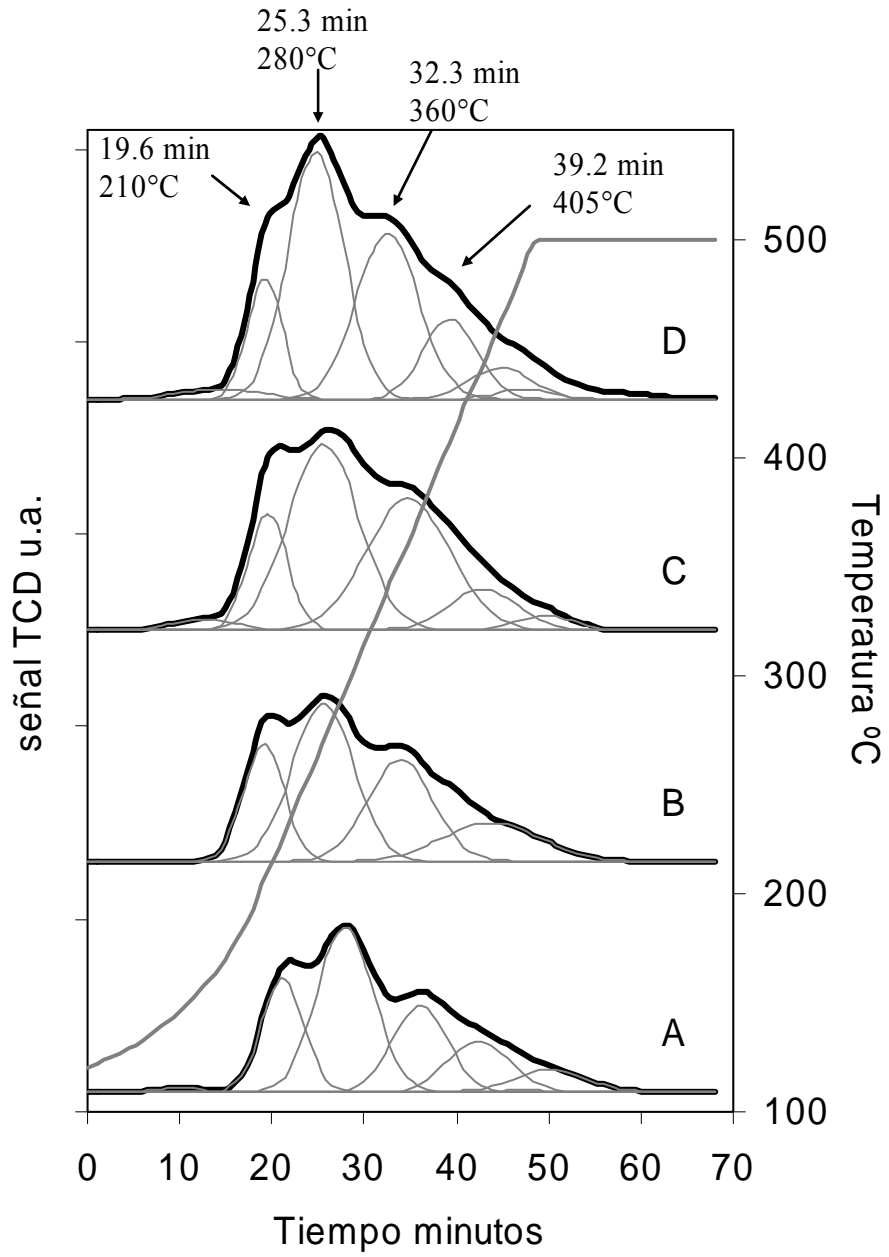 25.3 min
280°C
32.3 min
360°C
19.6 min
210°C
39.2 min
405°C
500
D
400
C
señal TCD u.a.
Temperatura ºC
300
B
200
A
100
0 10 20 30 40 50 60 70
Tiempo minutos